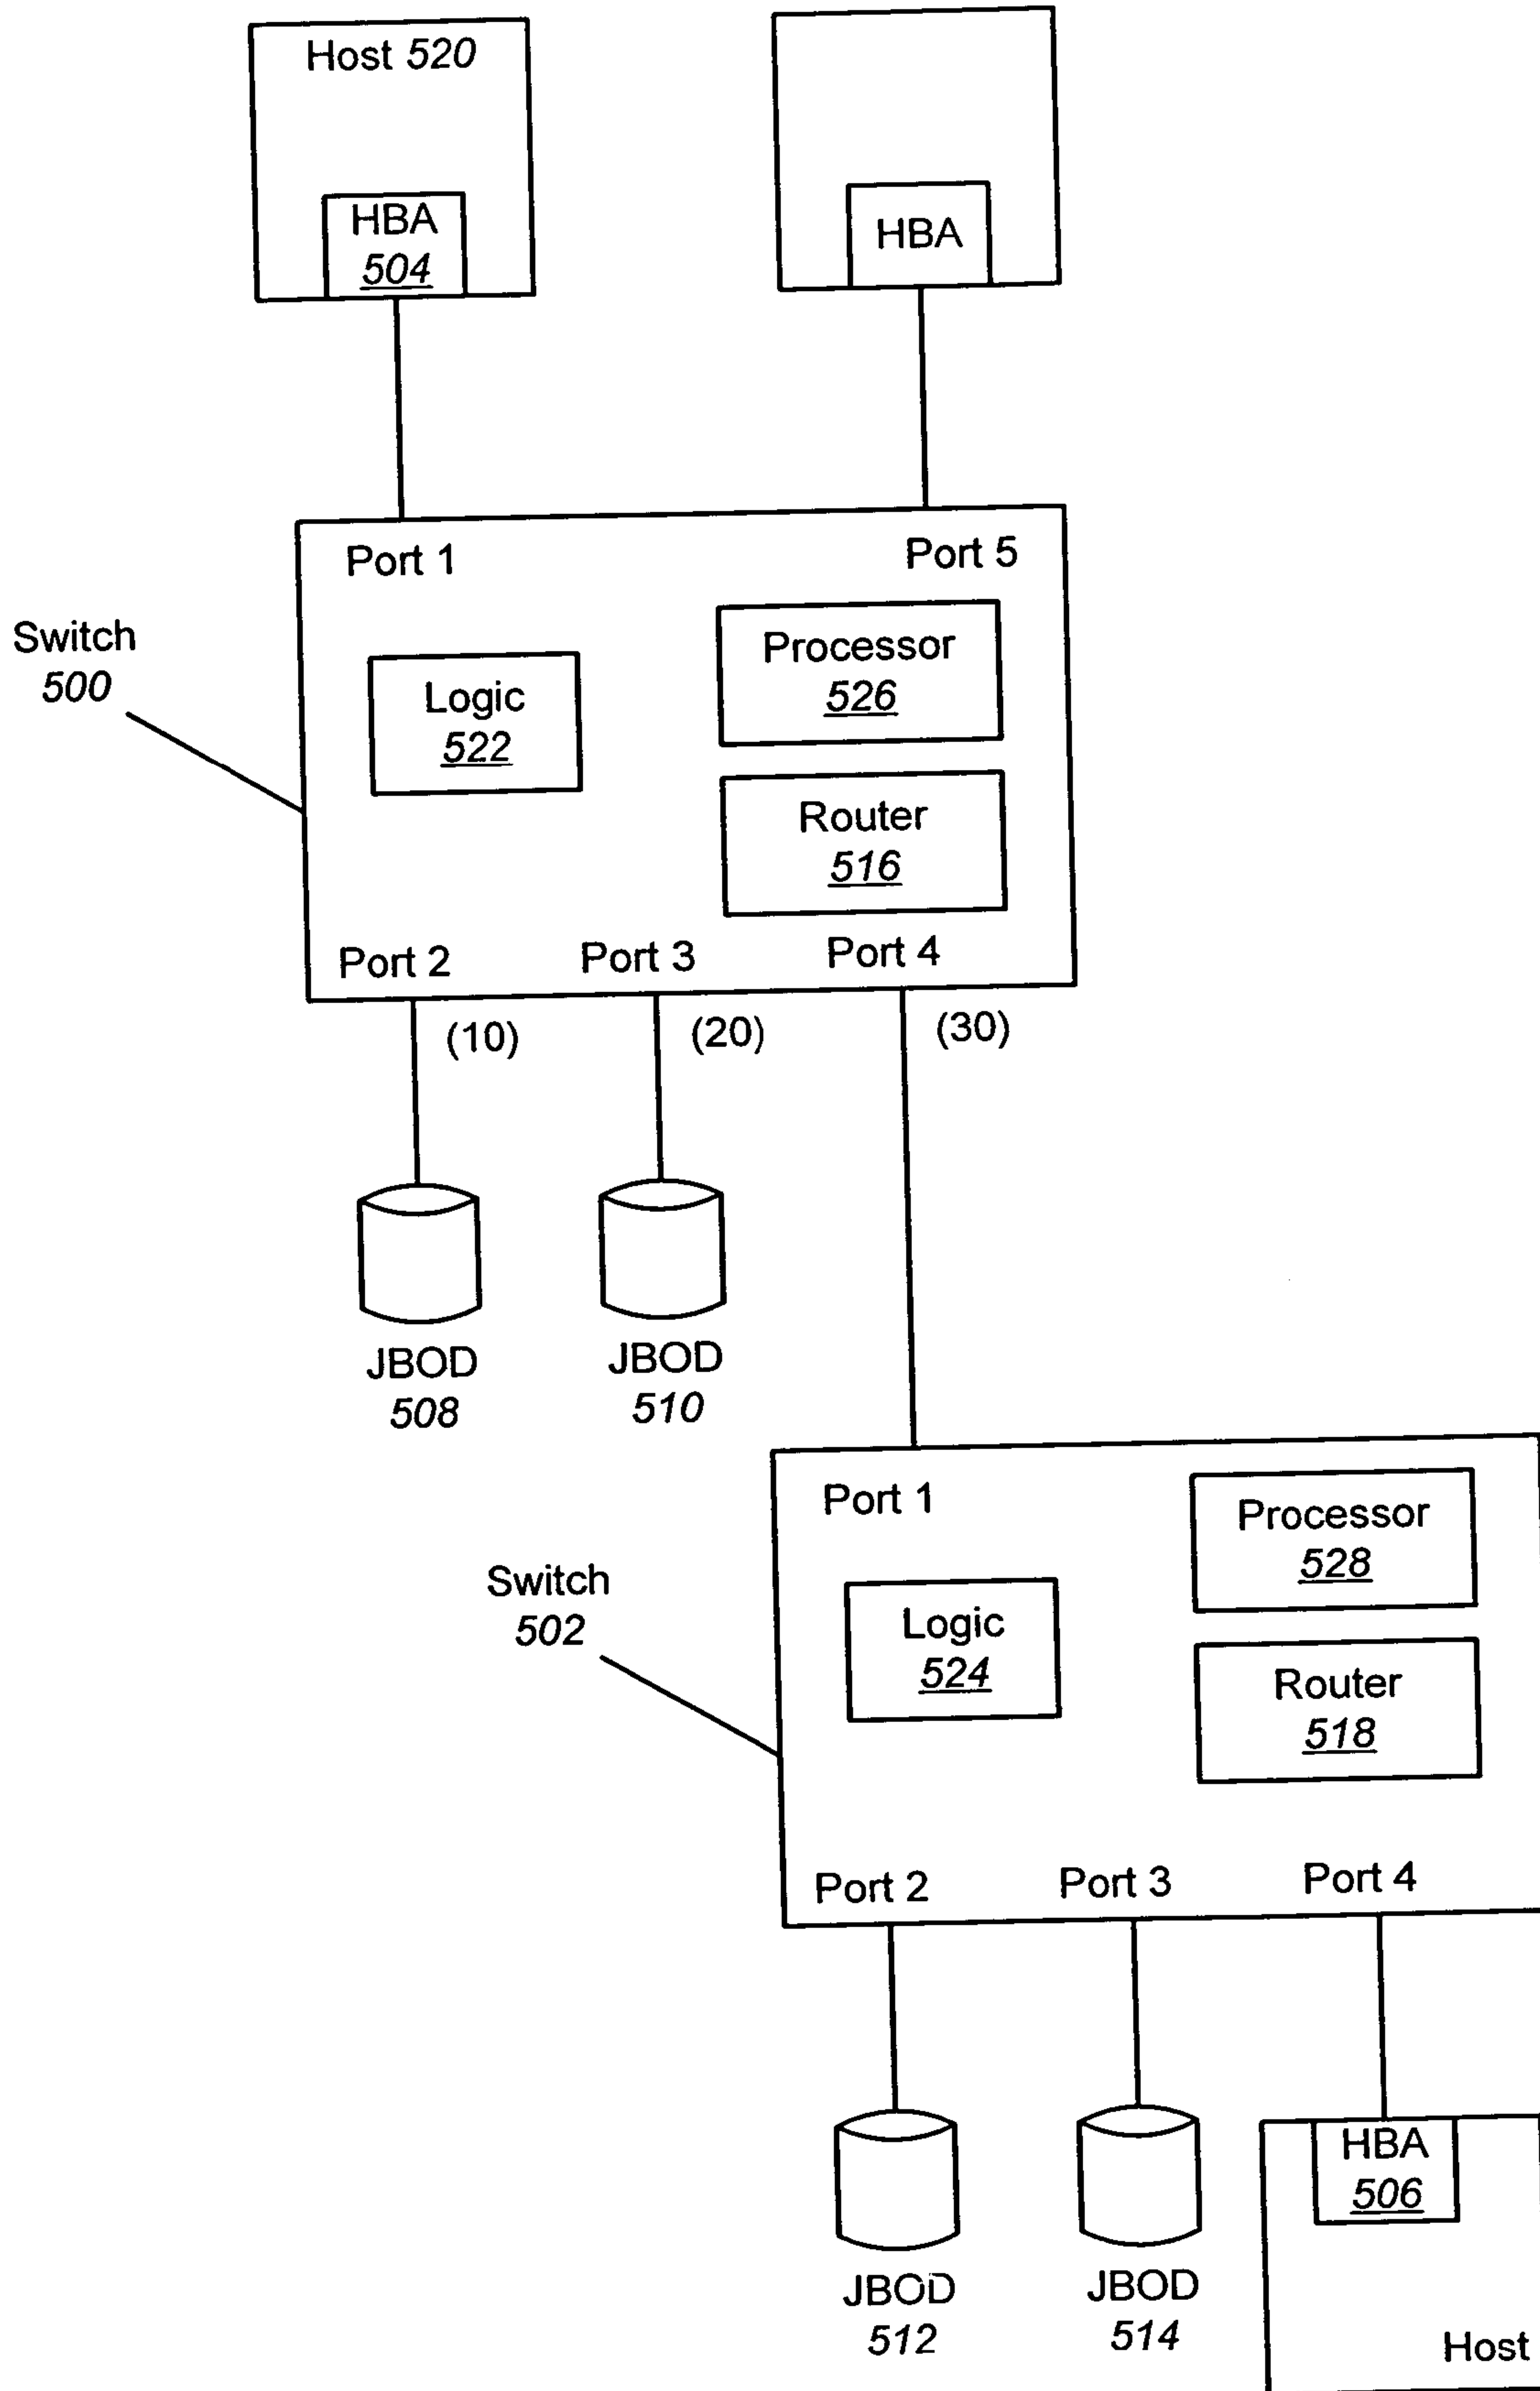 Host 520
HBA
504
HBA
Port 1
Port 5
Switch
500
Logic
522
Processor
526
Router
516
Port 2
Port 3
Port 4
(10)
(20)
(30)
JBOD
508
JBOD
510
Port 1
Processor
528
Switch
502
Logic
524
Router
518
Port 2
Port 3
Port 4
HBA
506
JBOD
512
JBOD
514
Host